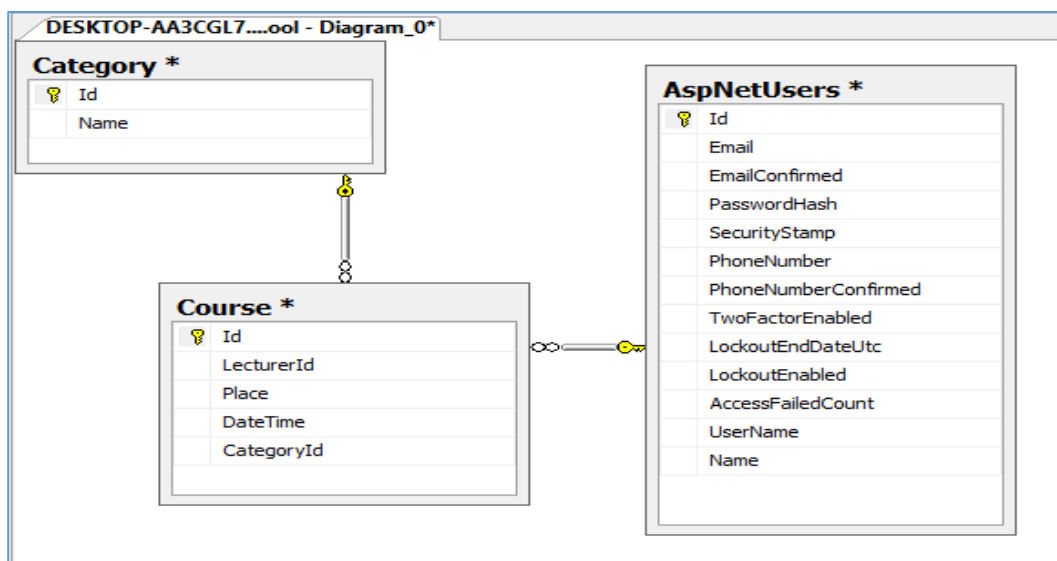 DESKTOP-AA3CGL7....ool - Diagram_0*
Category *
Id
Name
AspNetUsers *
Id
Email
EmailConfirmed
PasswordHash
SecurityStamp
PhoneNumber
PhoneNumberConfirmed
TwoFactorEnabled
LockoutEndDateUtc
LockoutEnabled
AccessFailedCount
UserName
Name
Course *
Id
LecturerId
Place
DateTime
CategoryId